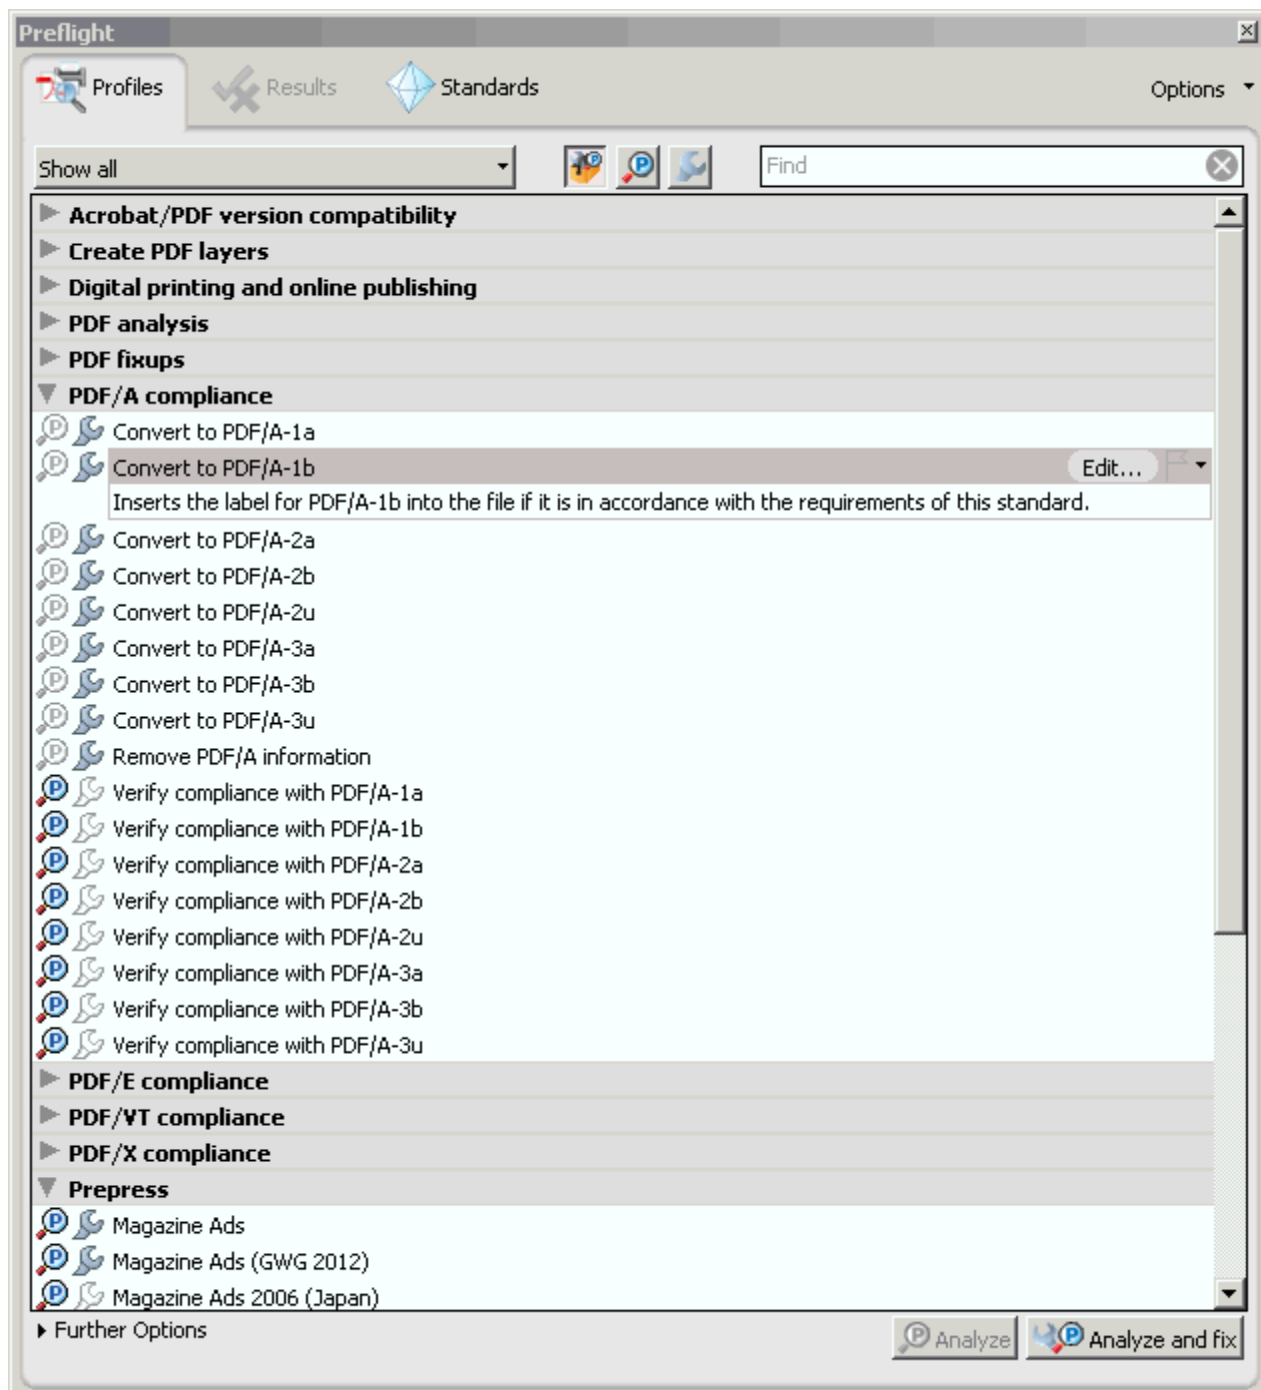 Preflight
Profiles Results Standards Options
Show all Find
Acrobat/PDF version compatibility
Create PDF layers
Digital printing and online publishing
PDF analysis
PDF fixups
PDF/A compliance
Convert to PDF/A-1a
Convert to PDF/A-1b Edit...
Inserts the label for PDF/A-1b into the file if it is in accordance with the requirements of this standard.
Convert to PDF/A-2a
Convert to PDF/A-2b
Convert to PDF/A-2u
Convert to PDF/A-3a
Convert to PDF/A-3b
Convert to PDF/A-3u
Remove PDF/A information
Verify compliance with PDF/A-1a
Verify compliance with PDF/A-1b
Verify compliance with PDF/A-2a
Verify compliance with PDF/A-2b
Verify compliance with PDF/A-2u
Verify compliance with PDF/A-3a
Verify compliance with PDF/A-3b
Verify compliance with PDF/A-3u
PDF/E compliance
PDF/VT compliance
PDF/X compliance
Prepress
Magazine Ads
Magazine Ads (GWG 2012)
Magazine Ads 2006 (Japan)
Further Options Analyze Analyze and fix